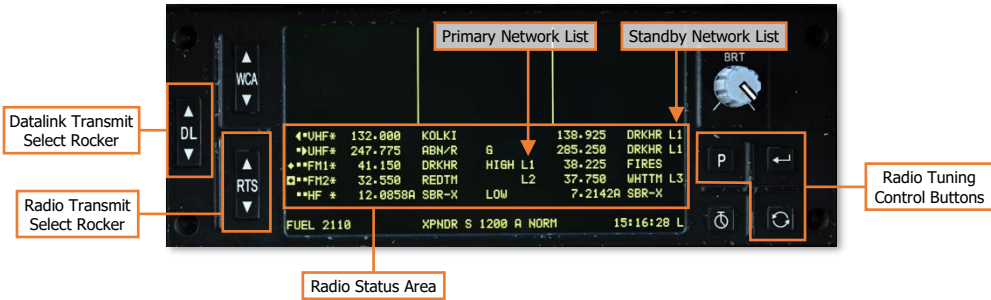 Primary Network List
Standby Network List
BRT
WCA
Datalink Transmit
Select Rocker
DL
VHF* 132.000 KOLKI 138.925 DRKHR L1
UHF* 247.775 ABN/R G 285.250 DRKHR L1
FM1* 41.150 DRKHR HIGH L1 38.225 FIRES
FM2* 32.550 REDTM L2 37.750 WHTTM L3
HF * 12.0858A SBR-X LOW 7.2142A SBR-X
P
RTS
Radio Transmit
Select Rocker
Radio Tuning
Control Buttons
FUEL 2110 XPNDR S 1200 A NORM 15:16:28 L
Radio Status Area